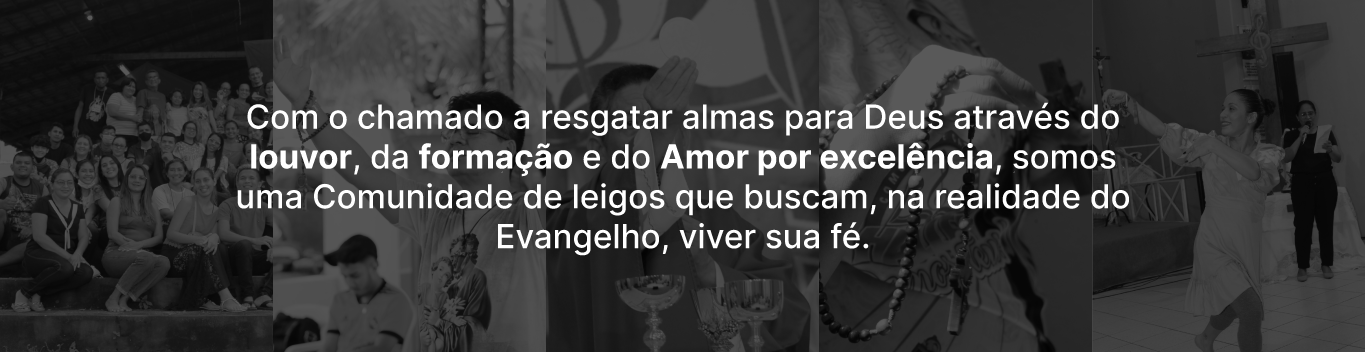 Com o chamado a resgatar almas para Deus através do
louvor, da formação e do Amor por excelência, somos
uma Comunidade de leigos que buscam, na realidade do
Evangelho, viver sua fé.